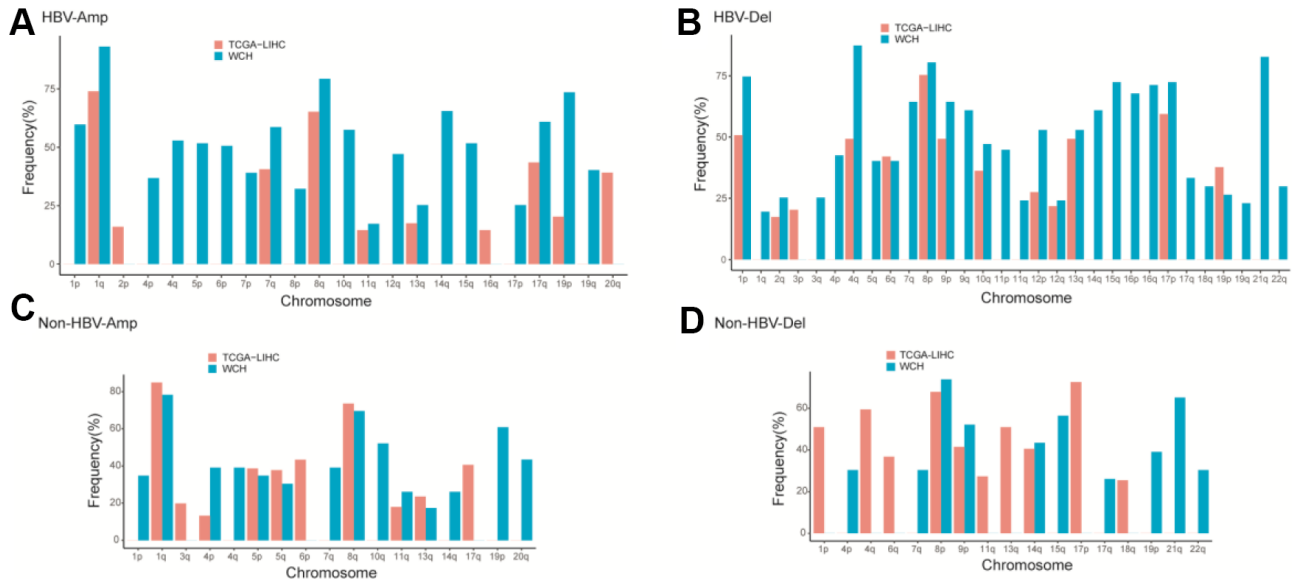 A HBV-Amp
TCGA−LIHC
WCH
Frequency(%)
75
50
25
0
1p 1q 2p 4p 4q 5p 6p 7p 7q 8p 8q 10q 11q 12q 13q 14q 15q 16q 17p 17q 19p 19q 20q
Chromosome
B HBV-Del
TCGA−LIHC
WCH
Frequency(%)
75
50
25
0
1p 1q 2q 3p 3q 4p 4q 5q 6q 7q 8p 9p 9q 10q 11p 11q 12p 12q 13q 14q 15q 16p 16q 17p 17q 18q 19p 19q 21q 22q
Chromosome
C Non-HBV-Amp
TCGA−LIHC
WCH
Frequency(%)
80
60
40
20
0
1p 1q 3q 4p 4q 5p 5q 6p 7q 8q 10q 11q 13q 14q 17q 19p 20q
Chromosome
D Non-HBV-Del
TCGA-LIHC
WCH
Frequency(%)
60
40
20
0
1p 4p 4q 6q 7q 8p 9p 11q 13q 14q 15q 17p 17q 18q 19p 21q 22q
Chromosome